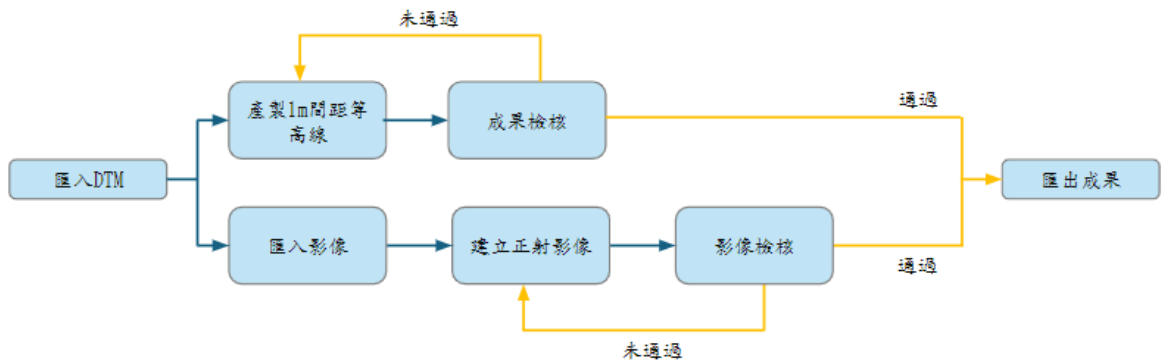 未通過
產製1m間距等
高線
成果檢核
通過
匯入DTM
匯出成果
匯入影像
建立正射影像
影像檢核
通過
未通過